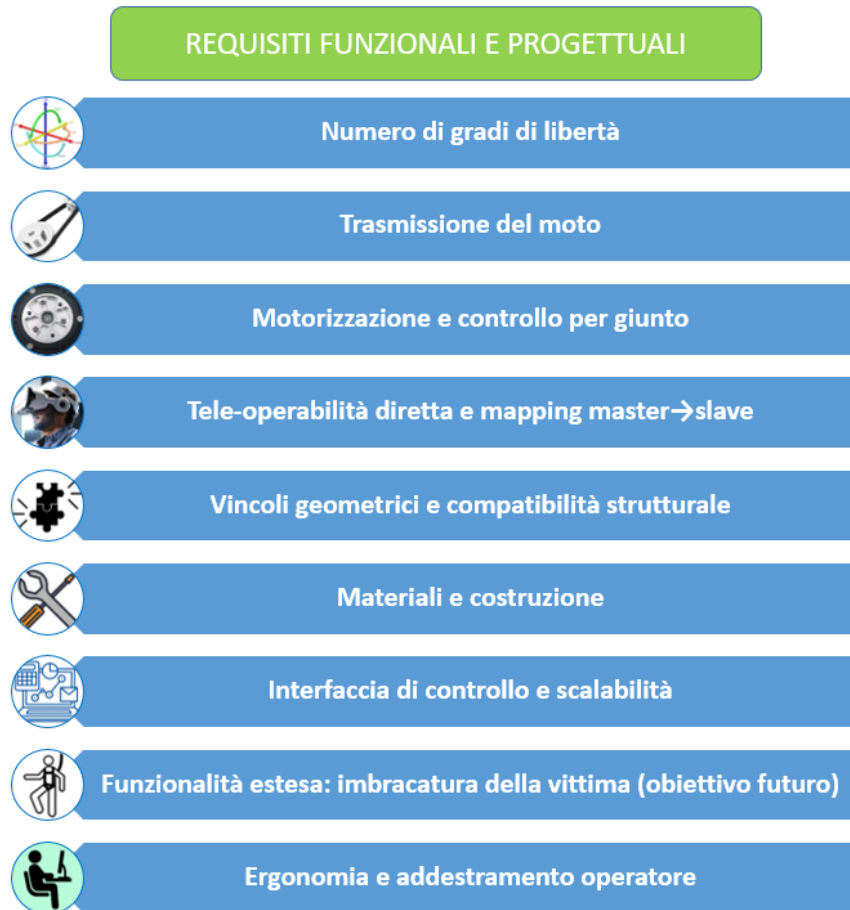 REQUISITI FUNZIONALI E PROGETTUALI
Numero di gradi di libertà
Trasmissione del moto
Motorizzazione e controllo per giunto
Tele-operabilità diretta e mapping master→slave
Vincoli geometrici e compatibilità strutturale
Materiali e costruzione
Interfaccia di controllo e scalabilità
Funzionalità estesa: imbracatura della vittima (obiettivo futuro)
Ergonomia e addestramento operatore